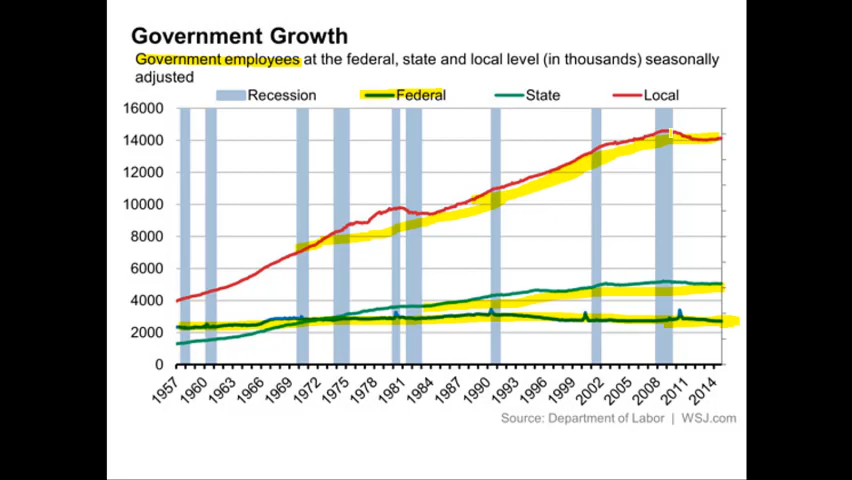 Government Growth
Government employees at the federal, state and local level (in thousands) seasonally
adjusted
Recession Federal State Local
16000
14000
12000
10000
8000
6000
4000
2000
0
1957 1960 1963 1966 1969 1972 1975 1978 1981 1984 1987 1990 1993 1996 1999 2002 2005 2008 2011 2014
Source: Department of Labor | WSJ.com